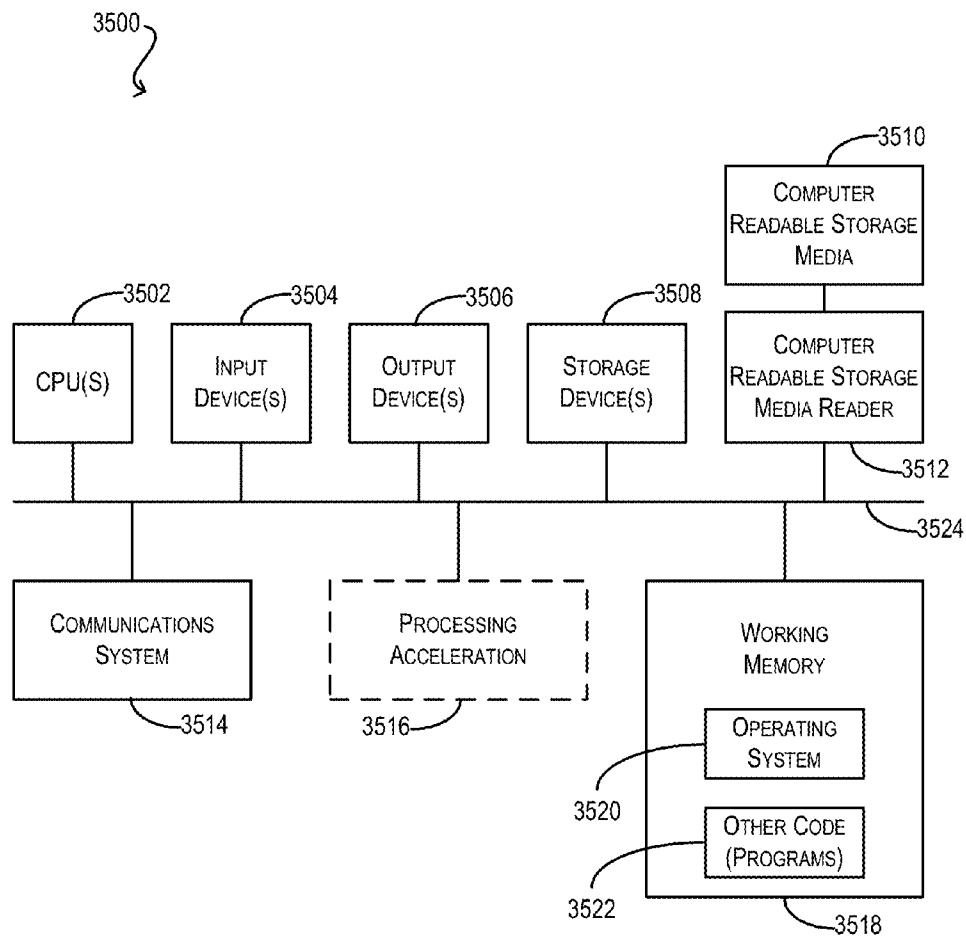 3500
3510
COMPUTER
READABLE STORAGE
MEDIA
3502
3504
3506
3508
CPU(S)
INPUT
DEVICE(S)
OUTPUT
DEVICE(S)
STORAGE
DEVICE(S)
COMPUTER
READABLE STORAGE
MEDIA READER
3512
3524
COMMUNICATIONS
SYSTEM
3514
PROCESSING
ACCELERATION
3516
WORKING
MEMORY
OPERATING
SYSTEM
3520
OTHER CODE
(PROGRAMS)
3522
3518